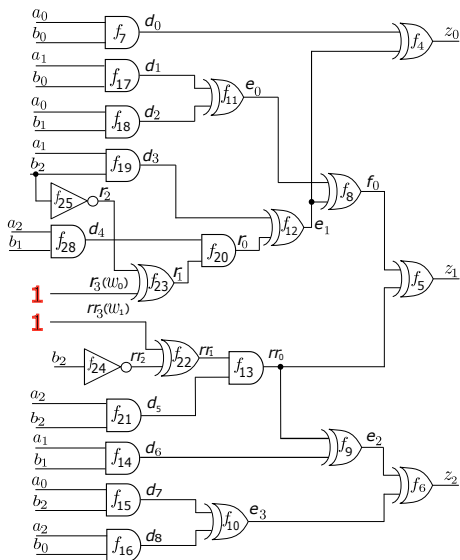 a₀ d₀ z₀
b₀ f₇ f₄
a₁ d₁
b₀ f₁₇ e₀
a₀ f₁₁
b₁ f₁₈ d₂
a₁ d₃
b₂ f₁₉ f₈ f₀
f₂₅ r₂ f₁₂ e₁
a₂ d₄
b₁ f₂₈ f₂₀ r₀
f₂₃ r₁ z₁
1 r₃(w₀) f₅
1 rr₃(w₁)
b₂ f₂₄ rr₂ f₂₂ rr₁ f₁₃ rr₀
a₂ d₅
b₂ f₂₁
a₁ f₉ e₂
b₁ f₁₄ d₆
a₀ d₇ z₂
b₂ f₁₅ f₆
a₂ f₁₀ e₃
b₀ f₁₆ d₈